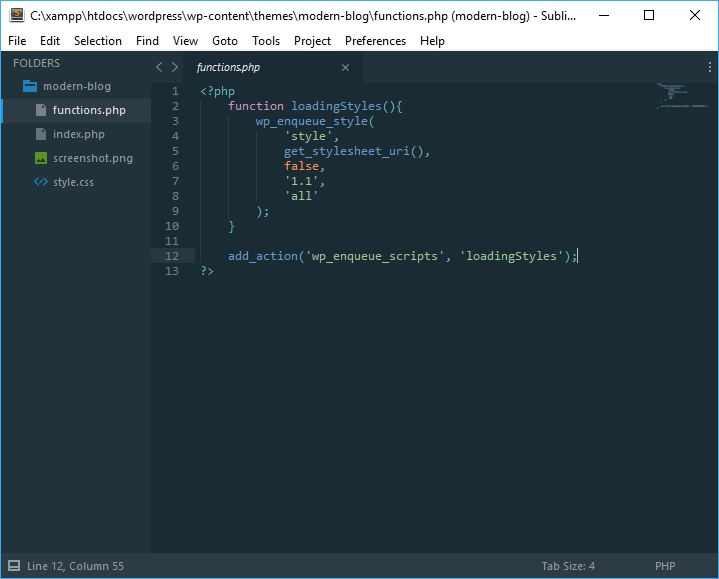 C:\xampp\htdocs\wordpress\wp-content\themes\modern-blog\functions.php (modern-blog) - Subli...
File Edit Selection Find View Goto Tools Project Preferences Help
FOLDERS
modern-blog
functions.php
index.php
screenshot.png
style.css
functions.php
1 <?php
2     function loadingStyles(){
3         wp_enqueue_style(
4             'style',
5             get_stylesheet_uri(),
6             false,
7             '1.1',
8             'all'
9         );
10     }
11
12     add_action('wp_enqueue_scripts', 'loadingStyles');
13 ?>
Line 12, Column 55 Tab Size: 4 PHP